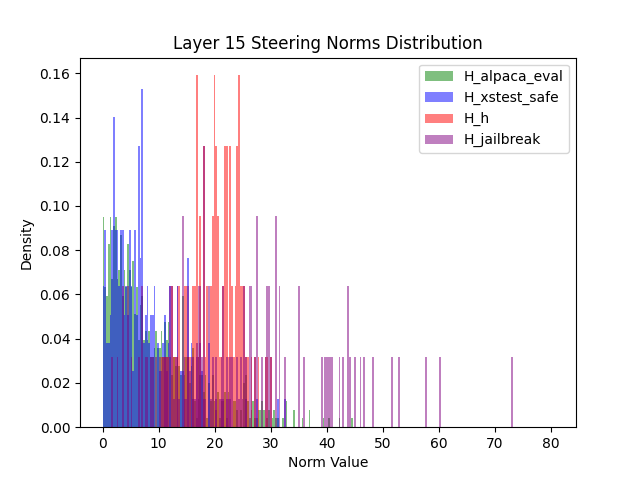 Layer 15 Steering Norms Distribution
H_alpaca_eval
H_xstest_safe
H_h
H_jailbreak
Density
0.16
0.14
0.12
0.10
0.08
0.06
0.04
0.02
0.00
0 10 20 30 40 50 60 70 80
Norm Value